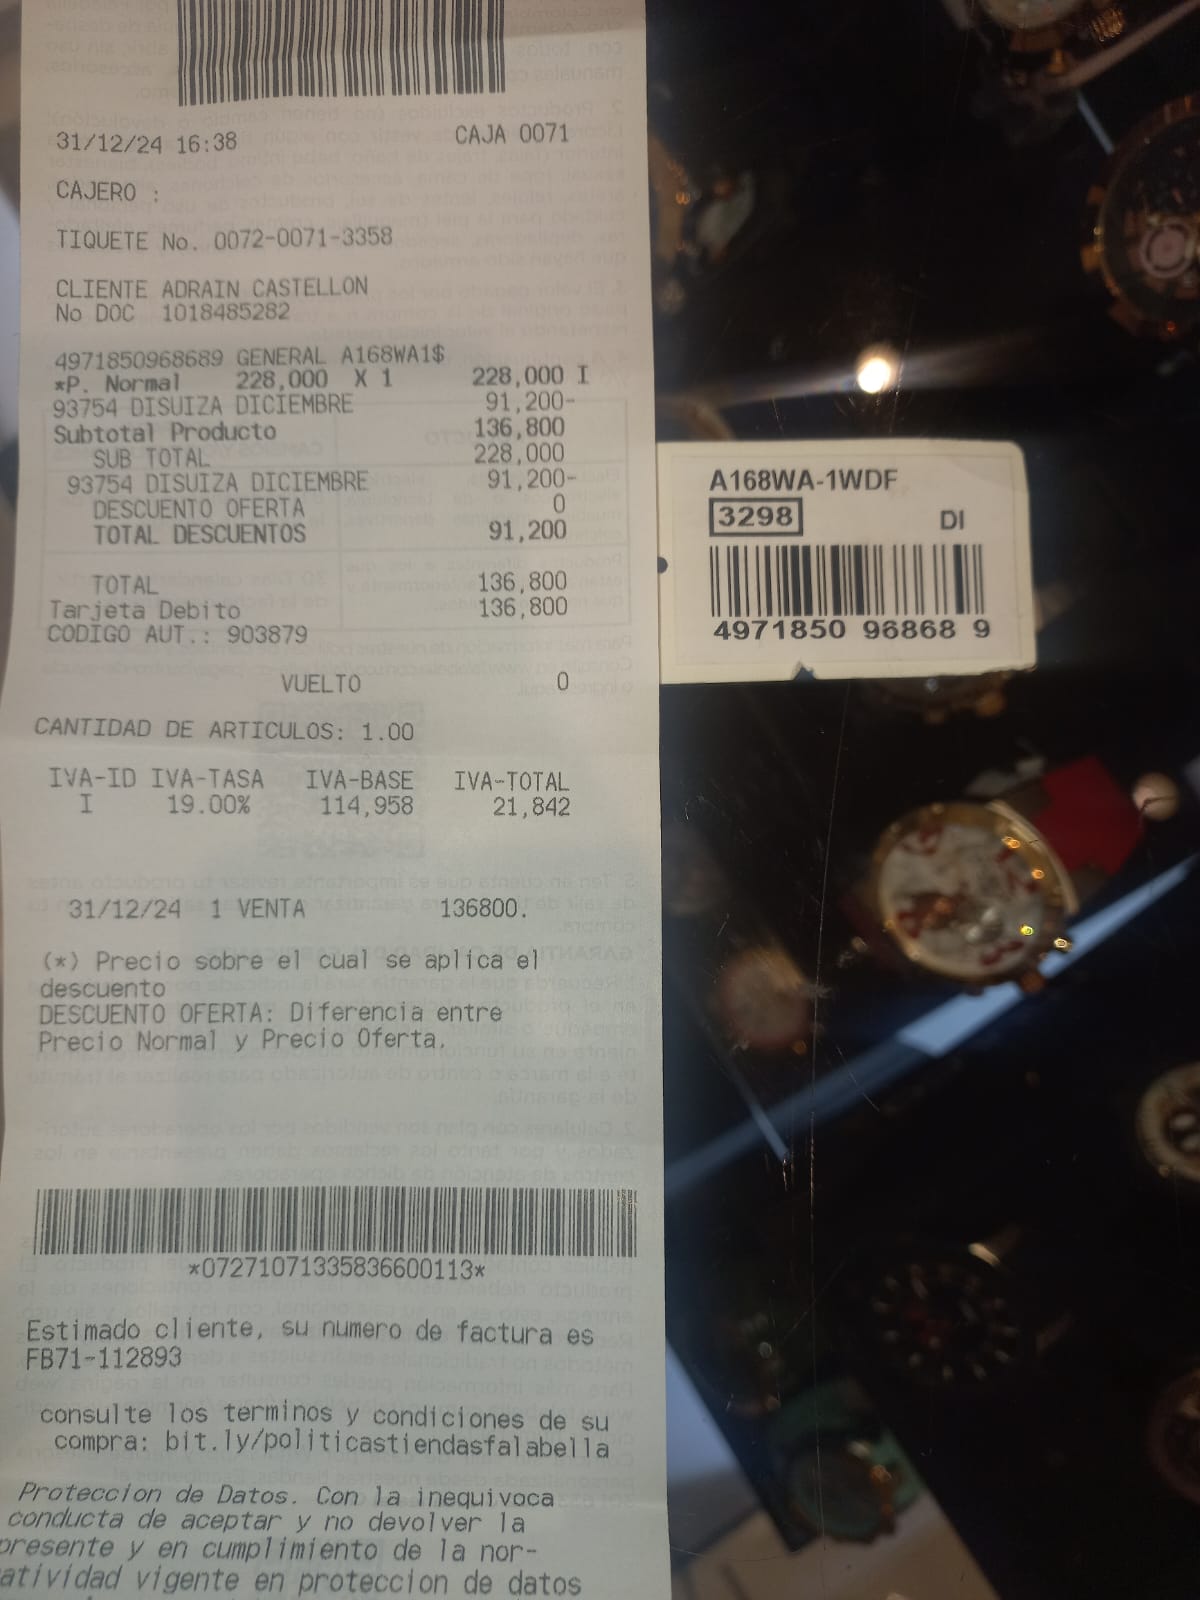 31/12/24 16:38 CAJA 0071
CAJERO :
TIQUETE No. 0072-0071-3358
CLIENTE ADRAIN CASTELLON
No DOC 1018485282
4971850968689 GENERAL A168WA1$
*P. Normal 228,000 X 1 228,000 I
93754 DISUIZA DICIEMBRE 91,200-
Subtotal Producto 136,800
SUB TOTAL 228,000
93754 DISUIZA DICIEMBRE 91,200-
DESCUENTO OFERTA 0
TOTAL DESCUENTOS 91,200
TOTAL 136,800
Tarjeta Debito 136,800
CODIGO AUT.: 903879
VUELTO 0
CANTIDAD DE ARTICULOS: 1.00
IVA-ID IVA-TASA IVA-BASE IVA-TOTAL
I 19.00% 114,958 21,842
31/12/24 1 VENTA 136800.
(*) Precio sobre el cual se aplica el
descuento
DESCUENTO OFERTA: Diferencia entre
Precio Normal y Precio Oferta.
*07271071335836600113*
Estimado cliente, su numero de factura es
FB71-112893
consulte los terminos y condiciones de su
compra: bit.ly/politicastiendasfalabella
Proteccion de Datos. Con la inequivoca
conducta de aceptar y no devolver la
presente y en cumplimiento de la nor-
atividad vigente en proteccion de datos
A168WA-1WDF
3298 DI
4971850 96868 9